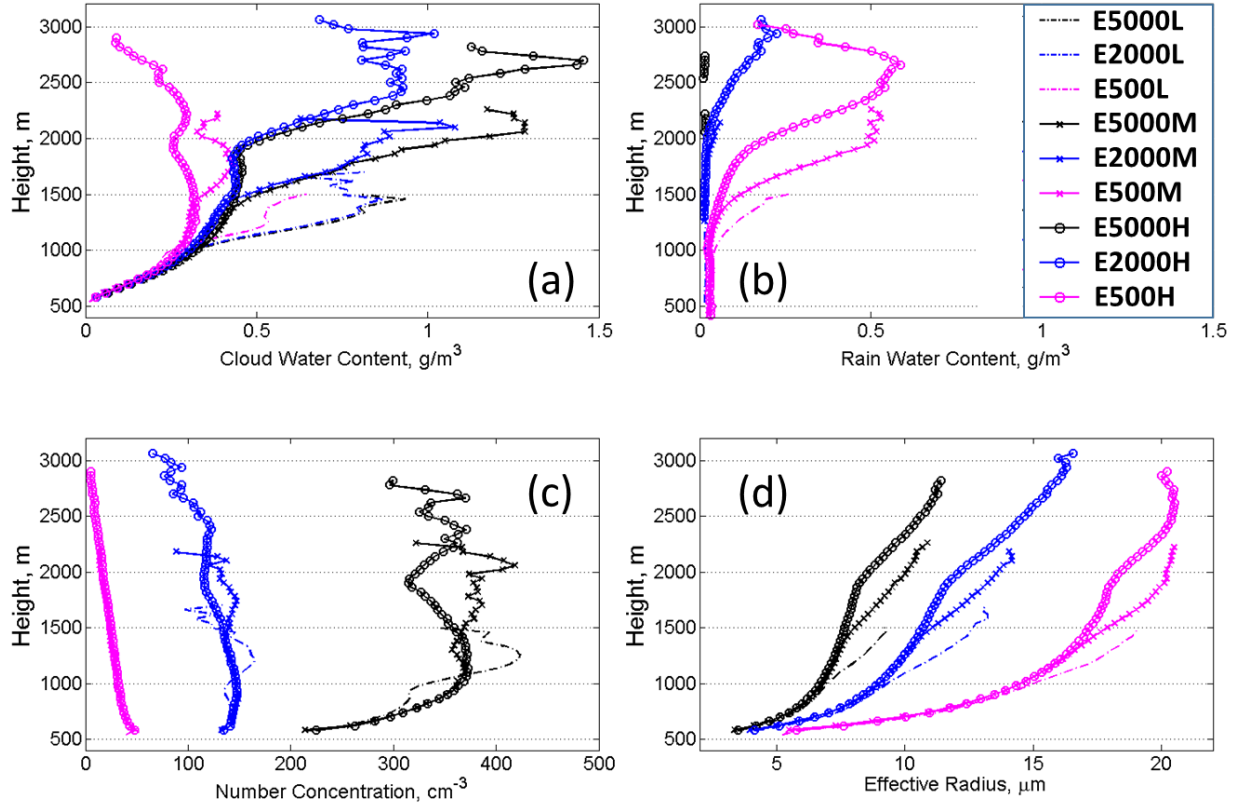 3000
2500
2000
1500
1000
500
Height, m
(a)
0
0.5
1
1.5
Cloud Water Content, g/m³
3000
2500
2000
1500
1000
500
Height, m
(b)
0
0.5
1
1.5
Rain Water Content, g/m³
E5000L
E2000L
E500L
E5000M
E2000M
E500M
E5000H
E2000H
E500H
3000
2500
2000
1500
1000
500
Height, m
(c)
0
100
200
300
400
500
Number Concentration, cm⁻³
3000
2500
2000
1500
1000
500
Height, m
(d)
5
10
15
20
Effective Radius, μm